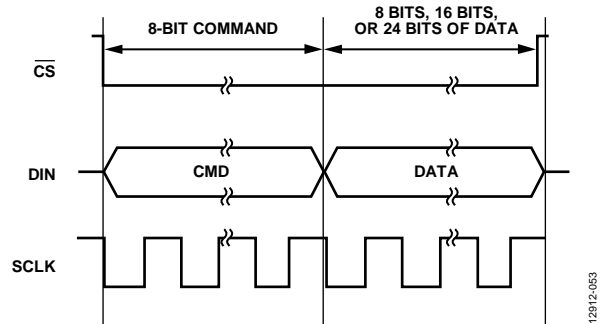 8-BIT COMMAND
8 BITS, 16 BITS,
OR 24 BITS OF DATA
CS
DIN
CMD
DATA
SCLK
12912-053